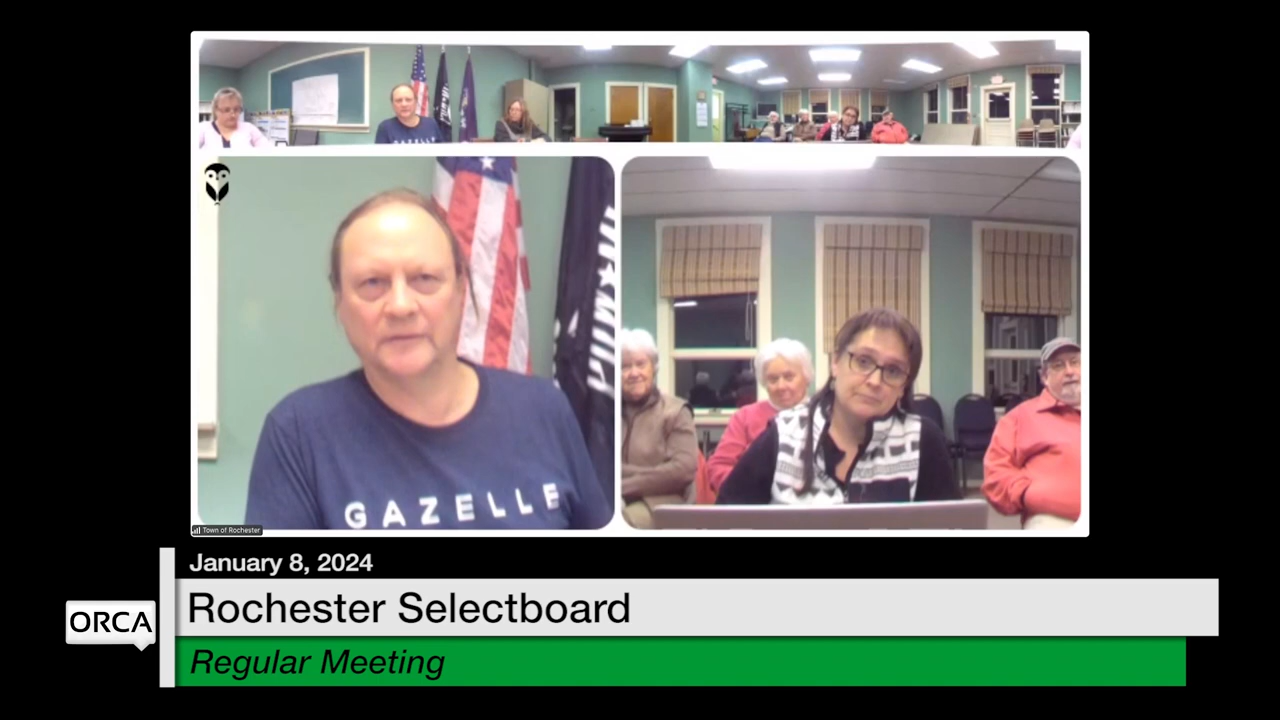 GAZELLE
Town of Rochester
January 8, 2024
Rochester Selectboard
ORCA
Regular Meeting